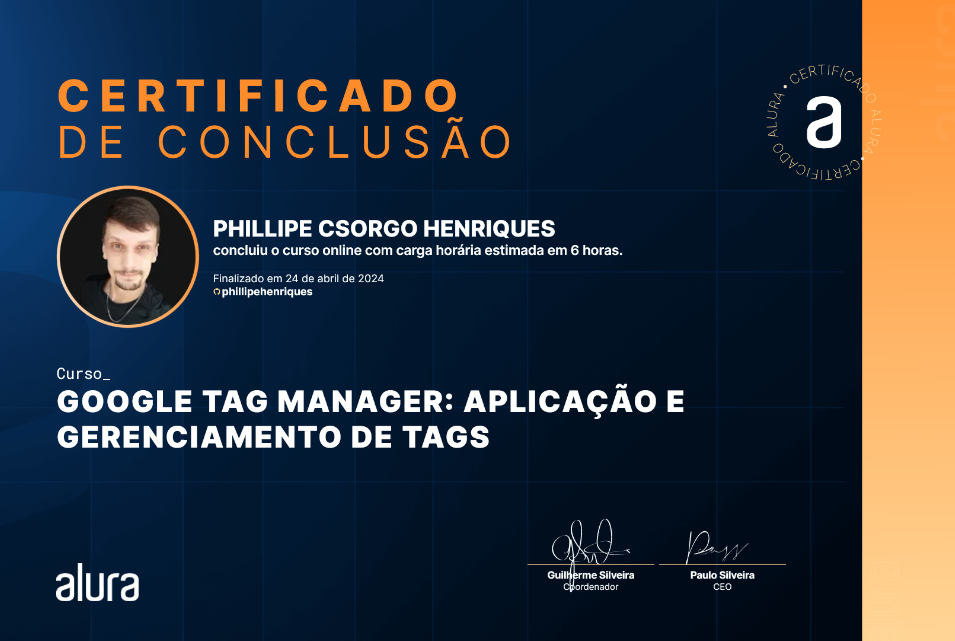 CERTIFICADO
DE CONCLUSÃO
CERTIFICADO ALURA • CERTIFICADO ALURA •
a
PHILLIPE CSORGO HENRIQUES
concluiu o curso online com carga horária estimada em 6 horas.
Finalizado em 24 de abril de 2024
phillipehenriques
Curso_
GOOGLE TAG MANAGER: APLICAÇÃO E
GERENCIAMENTO DE TAGS
alura
Guilherme Silveira
Coordenador
Paulo Silveira
CEO